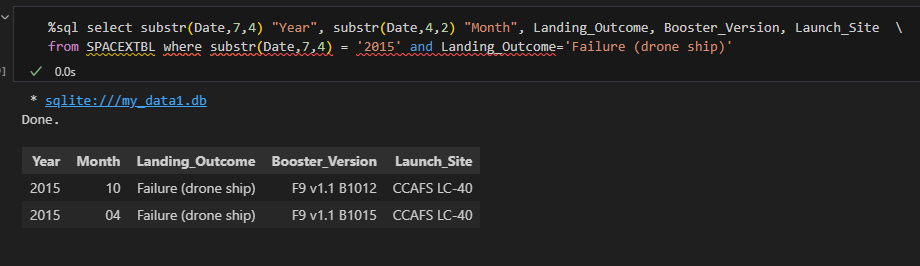 %sql select substr(Date,7,4) "Year", substr(Date,4,2) "Month", Landing_Outcome, Booster_Version, Launch_Site \
from SPACEXTBL where substr(Date,7,4) = '2015' and Landing_Outcome='Failure (drone ship)'
] ✓ 0.0s
* sqlite:///my_data1.db
Done.
Year Month Landing_Outcome Booster_Version Launch_Site
2015 10 Failure (drone ship) F9 v1.1 B1012 CCAFS LC-40
2015 04 Failure (drone ship) F9 v1.1 B1015 CCAFS LC-40